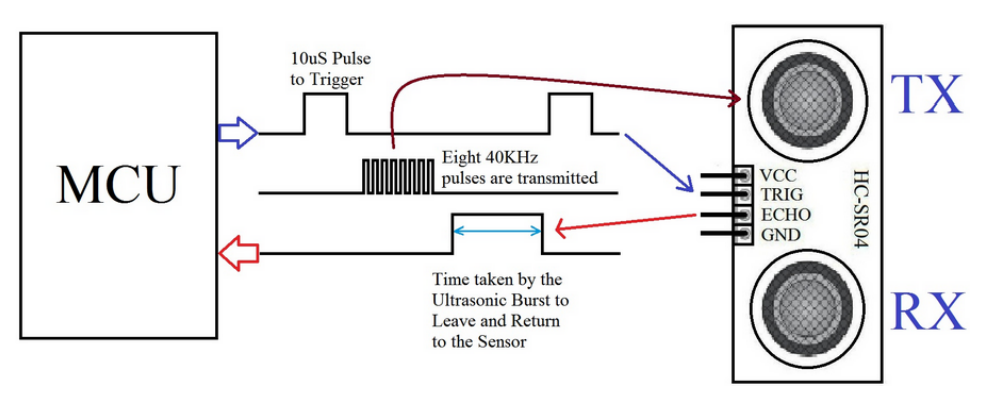 10uS Pulse
to Trigger
MCU
Eight 40KHz
pulses are transmitted
Time taken by the
Ultrasonic Burst to
Leave and Return
to the Sensor
TX
VCC
TRIG
ECHO
GND
HC-SR04
RX